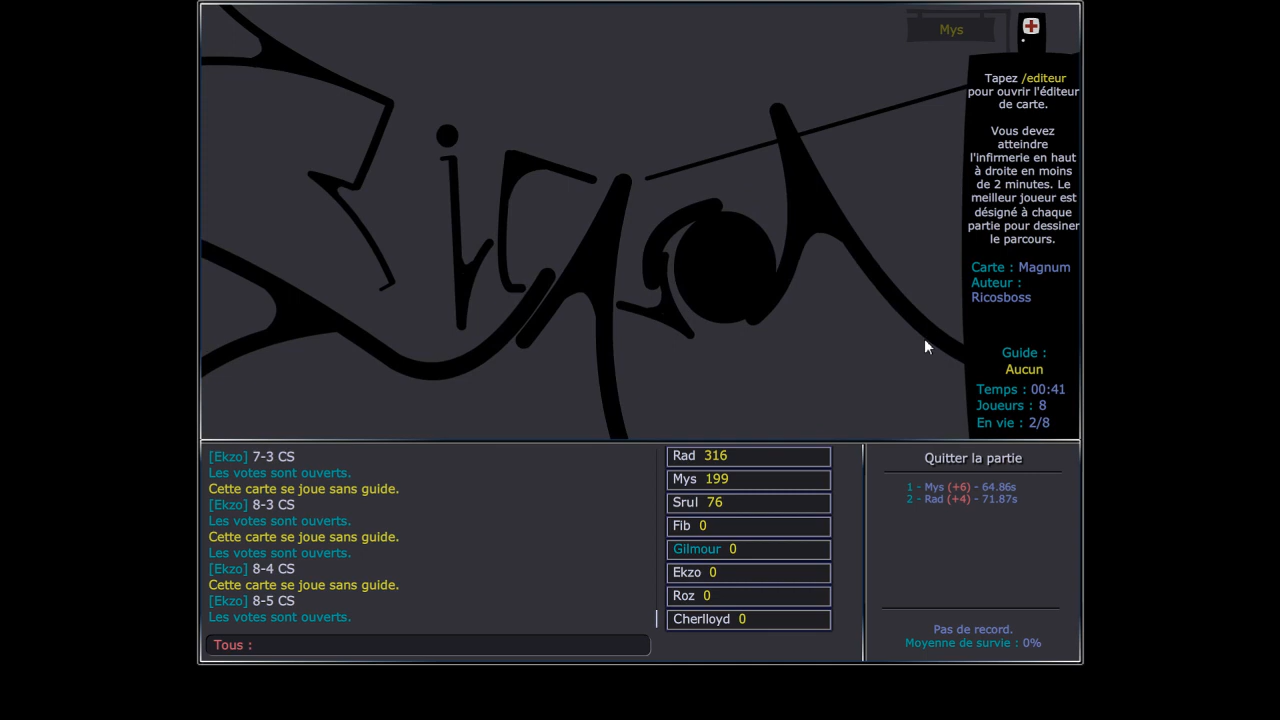 Mys
Tapez /editeur
pour ouvrir l'éditeur
de carte.
Vous devez
atteindre
l'infirmerie en haut
à droite en moins
de 2 minutes. Le
meilleur joueur est
désigné à chaque
partie pour dessiner
le parcours.
Carte : Magnum
Auteur :
Ricosboss
Guide :
Aucun
Temps : 00:41
Joueurs : 8
En vie : 2/8
[Ekzo] 7-3 CS
Les votes sont ouverts.
Cette carte se joue sans guide.
[Ekzo] 8-3 CS
Les votes sont ouverts.
Cette carte se joue sans guide.
Les votes sont ouverts.
[Ekzo] 8-4 CS
Cette carte se joue sans guide.
[Ekzo] 8-5 CS
Les votes sont ouverts.
Tous :
Rad 316
Mys 199
Srul 76
Fib 0
Gilmour 0
Ekzo 0
Roz 0
Cherlloyd 0
Quitter la partie
1 - Mys (+6) - 64.86s
2 - Rad (+4) - 71.87s
Pas de record.
Moyenne de survie : 0%